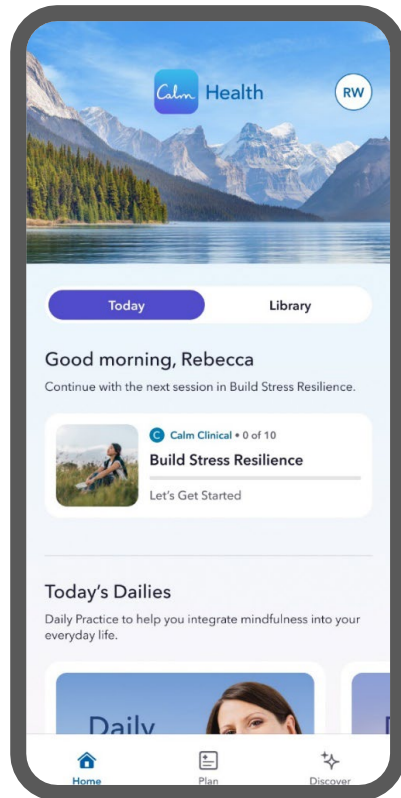 Calm Health
RW
Today
Library
Good morning, Rebecca
Continue with the next session in Build Stress Resilience.
C Calm Clinical • 0 of 10
Build Stress Resilience
Let's Get Started
Today's Dailies
Daily Practice to help you integrate mindfulness into your
everyday life.
Daily
Home
Plan
Discover